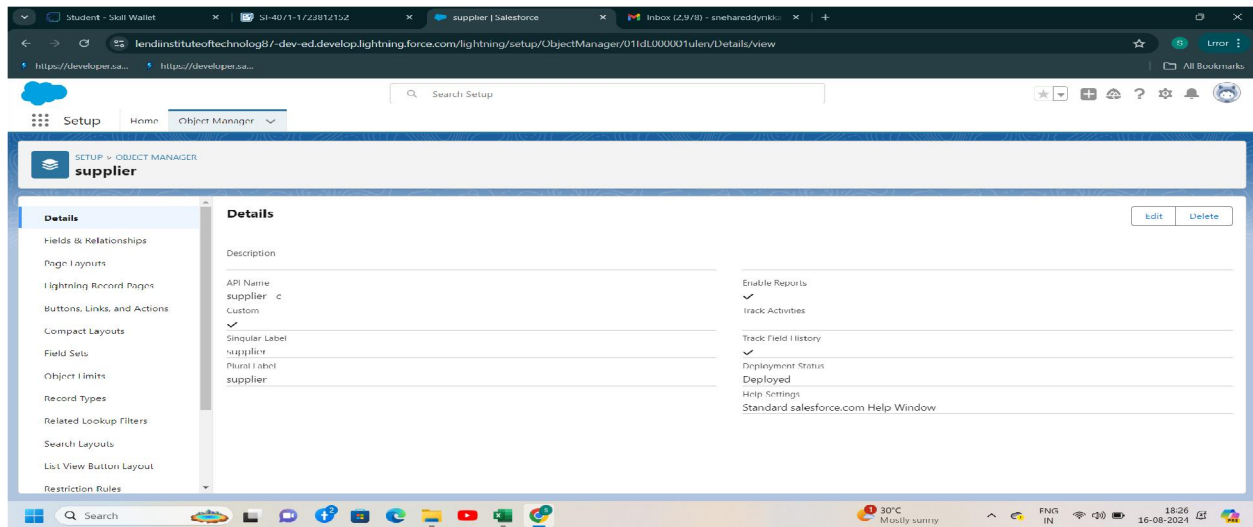 Student - Skill Wallet
SI-4071-1723812152
supplier | Salesforce
Inbox (2,978) - snehareddyrikka
lendiinstituteoftechnolog87-dev-ed.develop.lightning.force.com/lightning/setup/ObjectManager/
S
Error
https://developer.sa...
https://developer.sa...
All Bookmarks
Search Setup
Setup
Home
Object Manager
SETUP > OBJECT MANAGER
supplier
Details
Fields & Relationships
Page Layouts
Lightning Record Pages
Buttons, Links, and Actions
Compact Layouts
Field Sets
Object Limits
Record Types
Related Lookup Filters
Search Layouts
List View Button Layout
Restriction Rules
Details
Edit
Delete
Description
API Name
supplier c
Custom
Singular Label
supplier
Plural Label
supplier
Enable Reports
Track Activities
Track Field History
Deployment Status
Deployed
Help Settings
Standard salesforce.com Help Window
Search
1
30°C
Mostly sunny
ENG
IN
18:26
16-08-2024